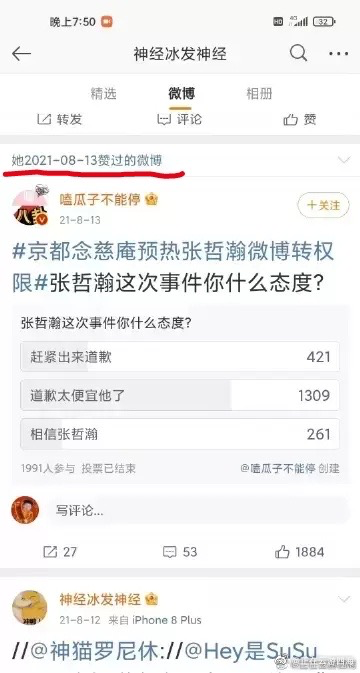 晚上7:50
HD
4G
32
神经冰发神经
精选
微博
相册
转发
评论
赞
她2021-08-13赞过的微博
嗑瓜子不能停
21-8-13
+关注
#京都念慈庵预热张哲瀚微博转权
限#张哲瀚这次事件你什么态度?
张哲瀚这次事件你什么态度?
赶紧出来道歉 421
道歉太便宜他了 1309
相信张哲瀚 261
1991人参与 投票已结束 @嗑瓜子不能停 创建
写评论...
27
53
1884
神经冰发神经
21-8-12 来自 iPhone 8 Plus
//@神猫罗尼休://@Hey是SuSu